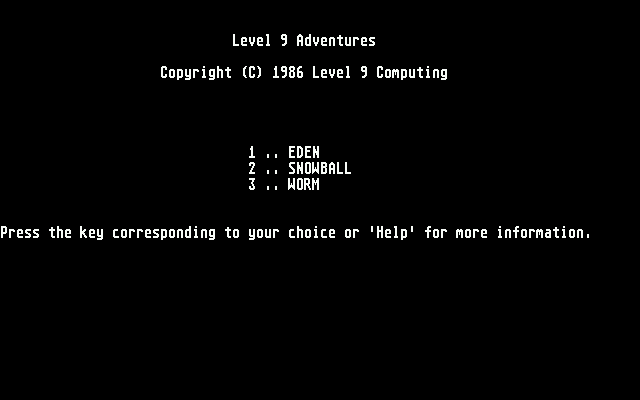 Level 9 Adventures
Copyright (C) 1986 Level 9 Computing
1 .. EDEN
2 .. SNOWBALL
3 .. WORM
Press the key corresponding to your choice or 'Help' for more information.